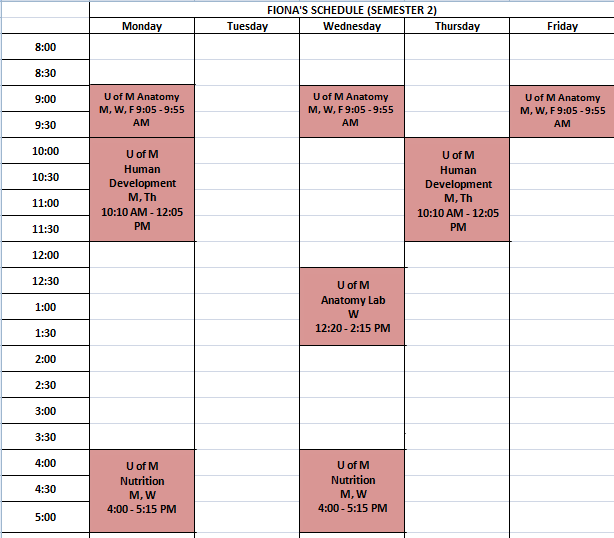 FIONA'S SCHEDULE (SEMESTER 2)
Monday Tuesday Wednesday Thursday Friday
8:00
8:30
9:00
9:30
U of M Anatomy
M, W, F 9:05 - 9:55
AM
U of M Anatomy
M, W, F 9:05 - 9:55
AM
U of M Anatomy
M, W, F 9:05 - 9:55
AM
10:00
10:30
11:00
11:30
U of M
Human
Development
M, Th
10:10 AM - 12:05
PM
U of M
Human
Development
M, Th
10:10 AM - 12:05
PM
12:00
12:30
1:00
1:30
U of M
Anatomy Lab
W
12:20 - 2:15 PM
2:00
2:30
3:00
3:30
4:00
4:30
5:00
U of M
Nutrition
M, W
4:00 - 5:15 PM
U of M
Nutrition
M, W
4:00 - 5:15 PM